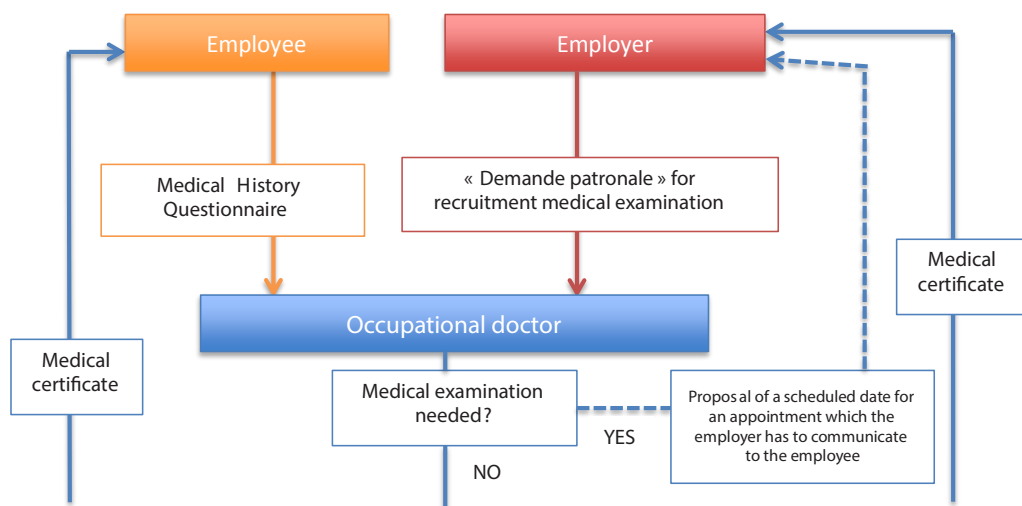 Employee
Employer
Medical History
Questionnaire
« Demande patronale » for
recruitment medical examination
Medical
certificate
Occupational doctor
Medical
certificate
Medical examination
needed?
YES
NO
Proposal of a scheduled date for
an appointment which the
employer has to communicate
to the employee